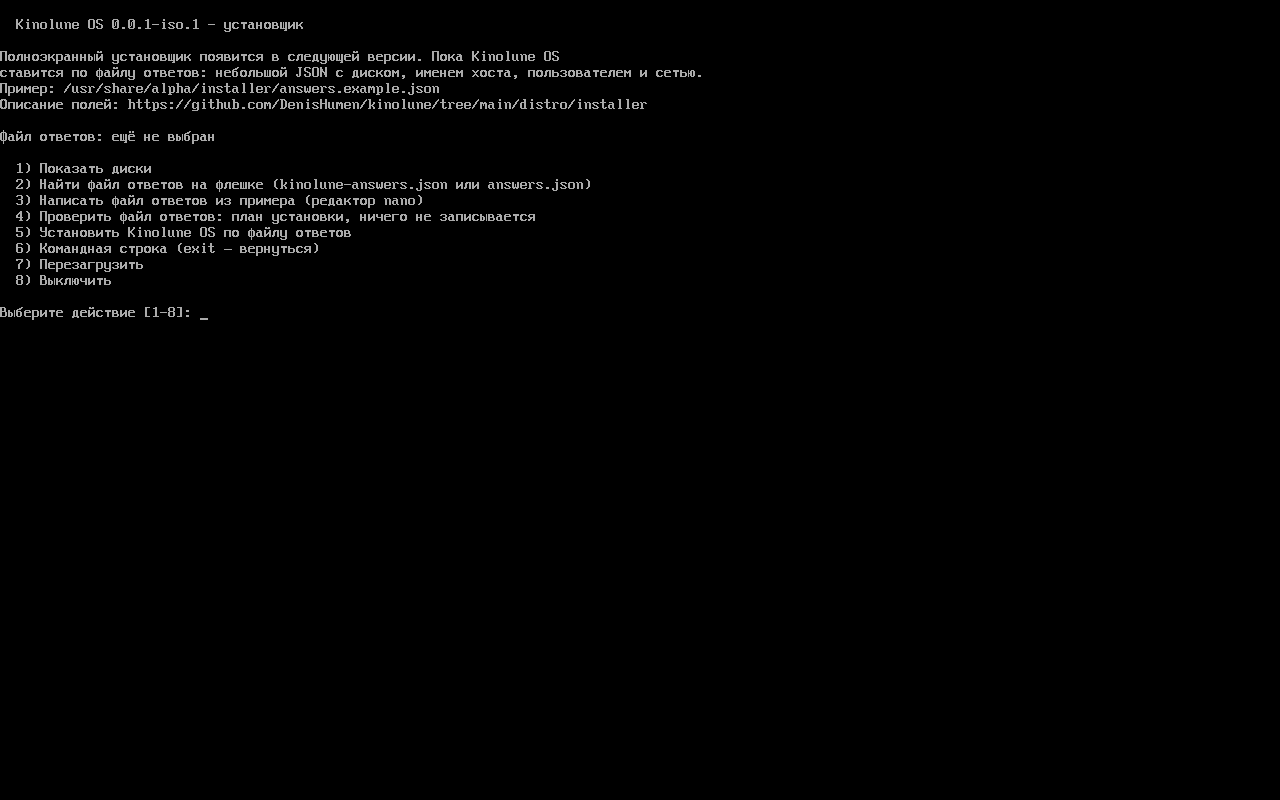 Kinolune OS 0.0.1-iso.1 — установщик
Полноэкранный установщик появится в следующей версии. Пока Kinolune OS
ставится по файлу ответов: небольшой JSON с диском, именем хоста, пользователем и сетью.
Пример: /usr/share/alpha/installer/answers.example.json
Описание полей: https://github.com/DenisHumen/kinolune/tree/main/distro/installer
Файл ответов: ещё не выбран
1) Показать диски
2) Найти файл ответов на флешке (kinolune-answers.json или answers.json)
3) Написать файл ответов из примера (редактор nano)
4) Проверить файл ответов: план установки, ничего не записывается
5) Установить Kinolune OS по файлу ответов
6) Командная строка (exit — вернуться)
7) Перезагрузить
8) Выключить
Выберите действие [1-8]: _